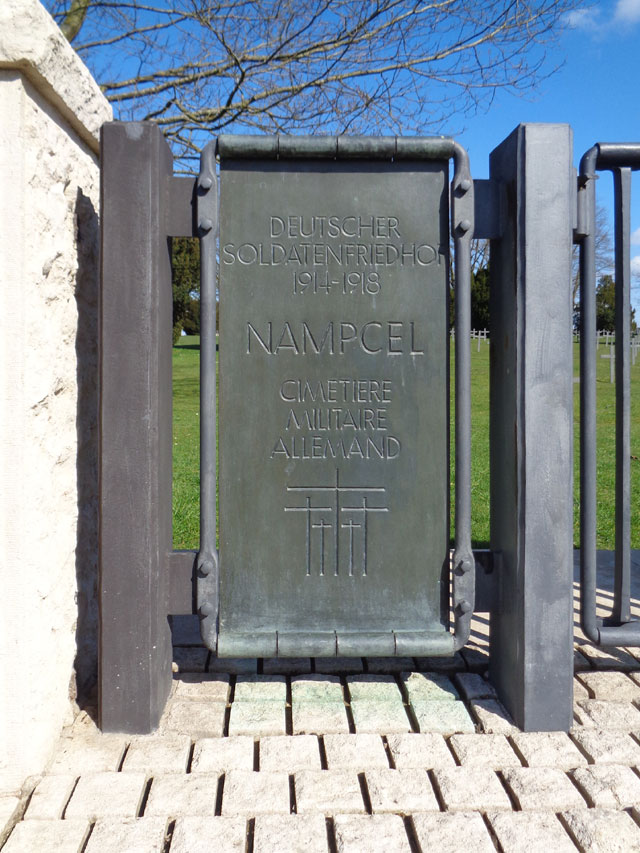 DEUTSCHER
SOLDATENFRIEDHOF
1914-1918
NAMPCEL
CIMETIERE
MILITAIRE
ALLEMAND